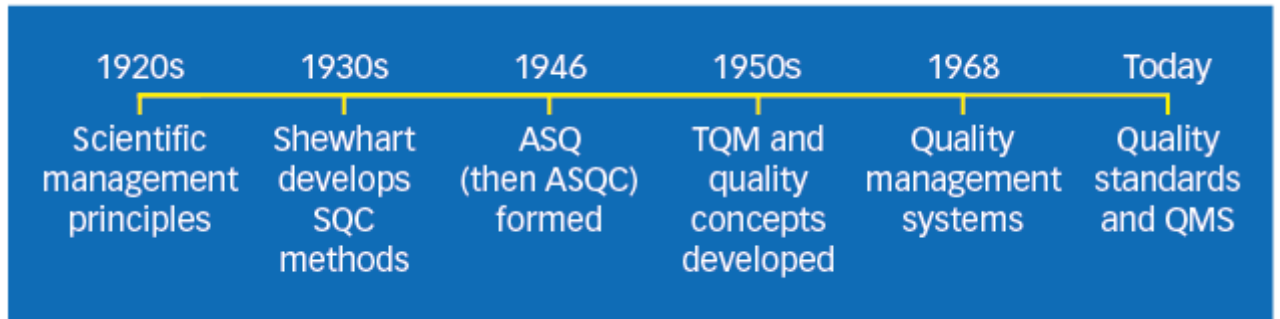 1920s
Scientific
management
principles
1930s
Shewhart
develops
SQC
methods
1946
ASQ
(then ASQC)
formed
1950s
TQM and
quality
concepts
developed
1968
Quality
management
systems
Today
Quality
standards
and QMS